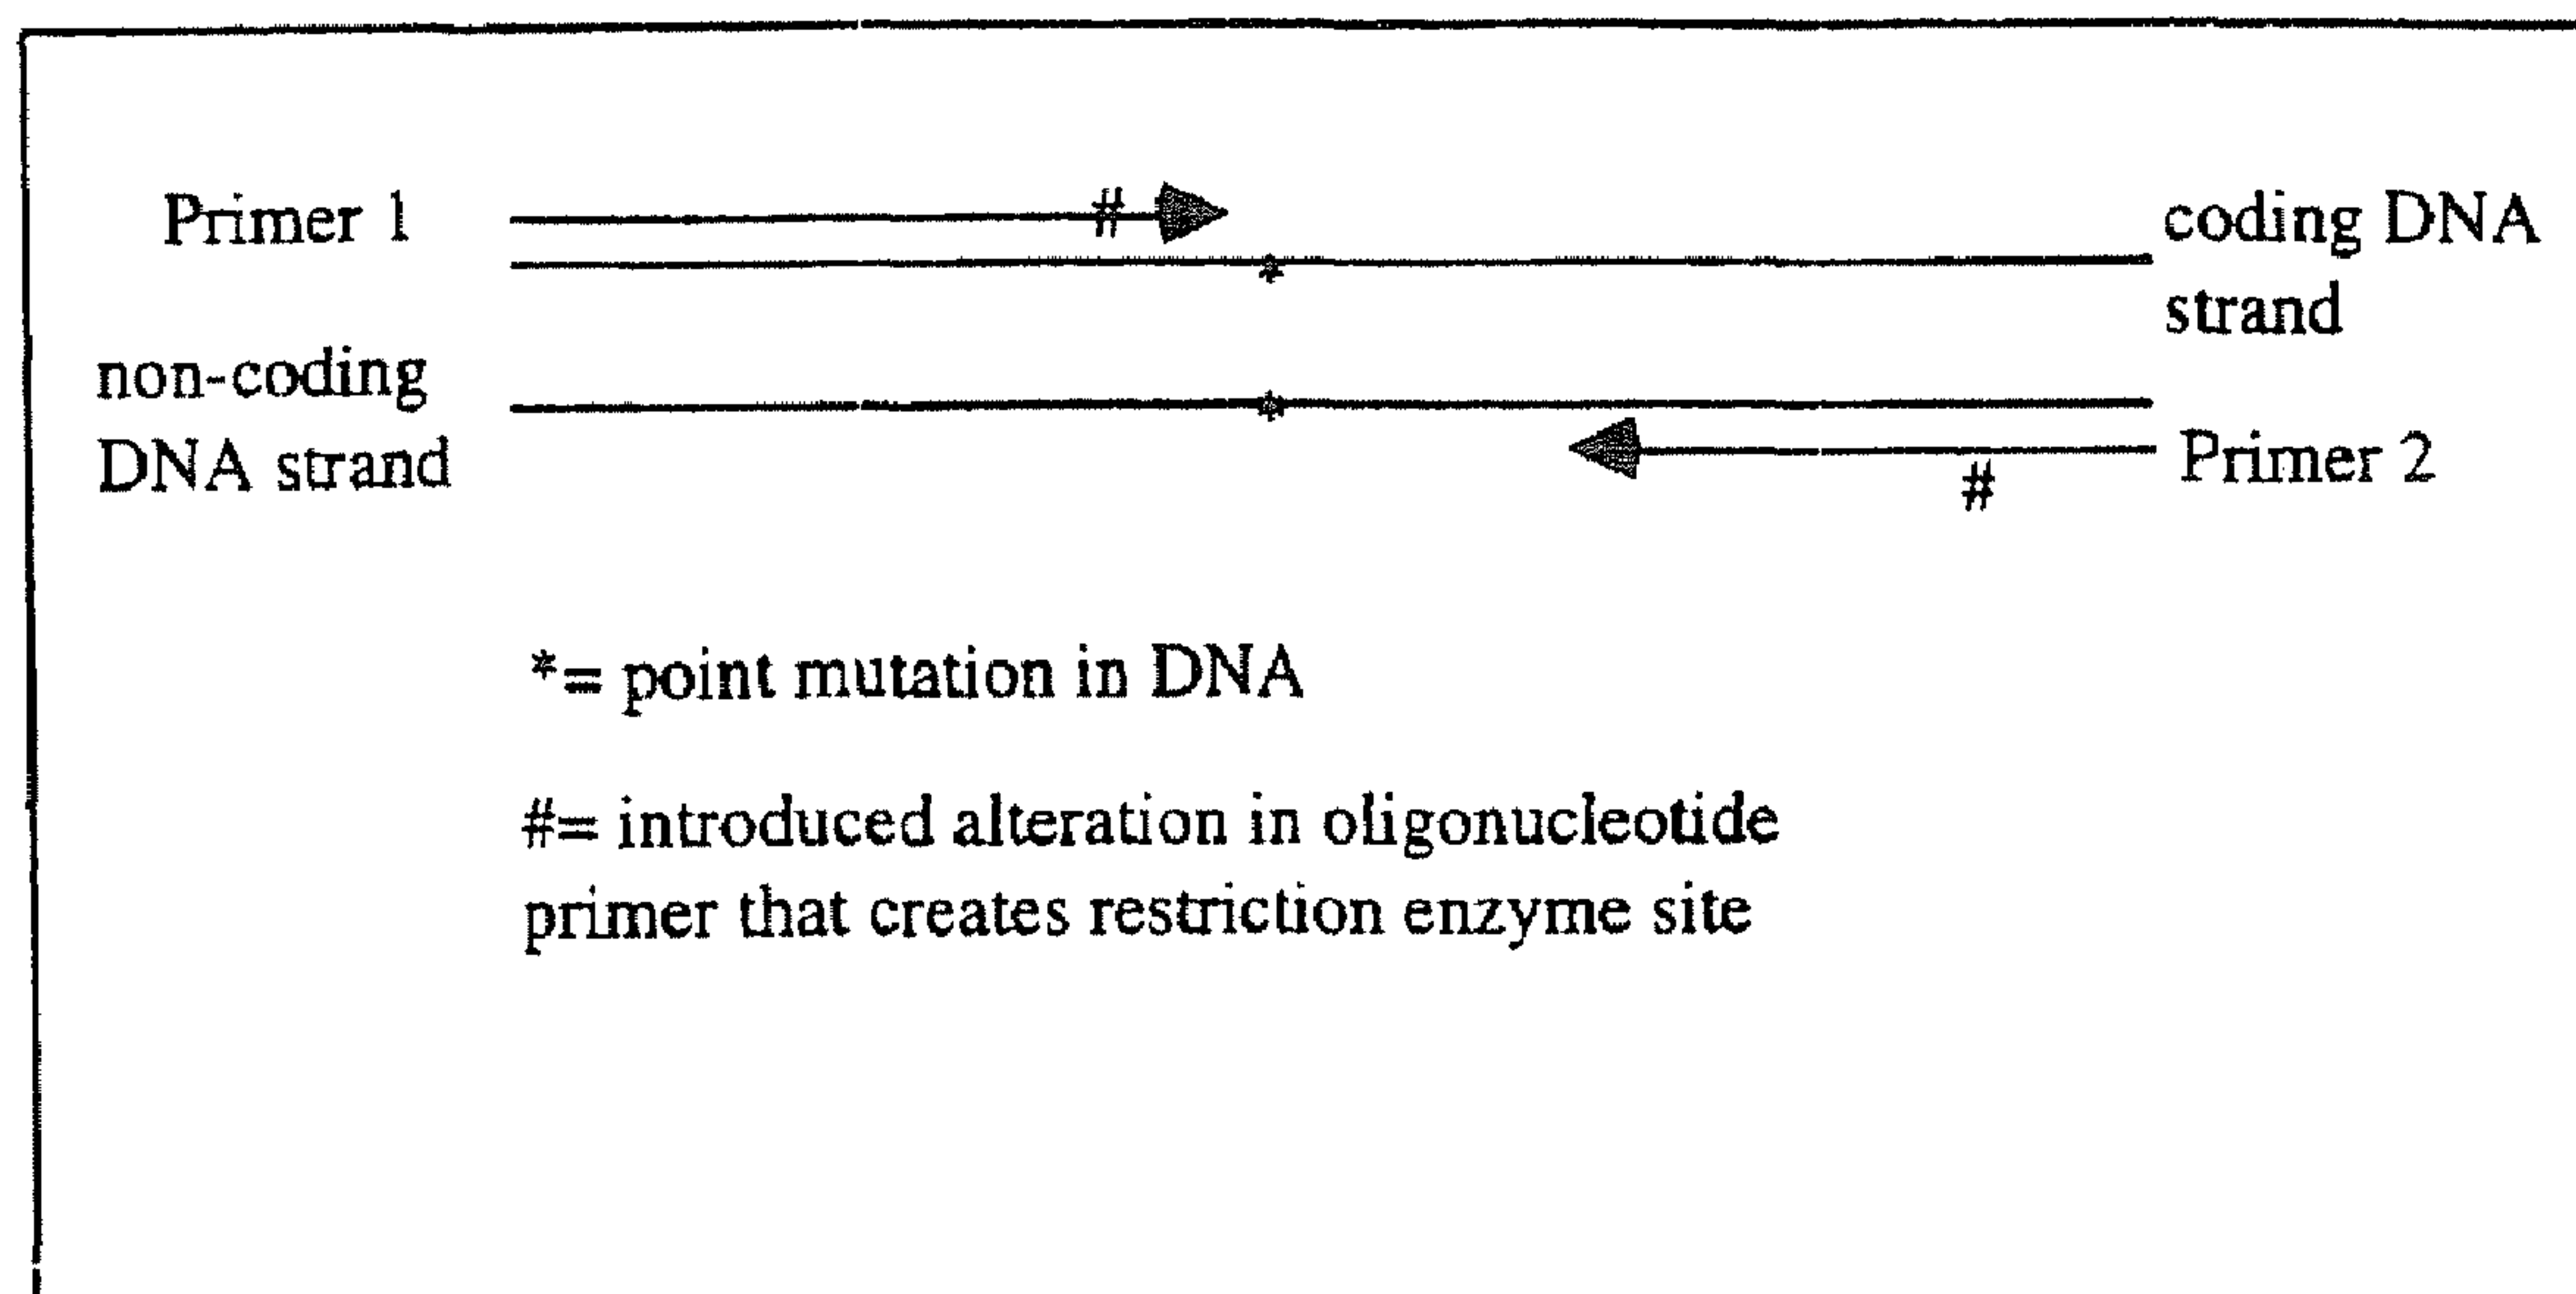 Primer 1
#
coding DNA
strand
*
non-coding
DNA strand
*
#
Primer 2
*= point mutation in DNA
#= introduced alteration in oligonucleotide
primer that creates restriction enzyme site